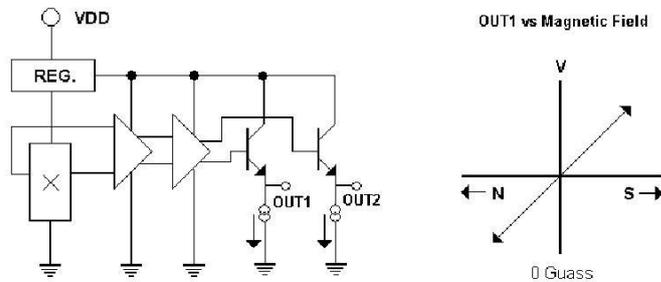 VDD
REG.
OUT1
OUT2
OUT1 vs Magnetic Field
V
N
S
0 Guass